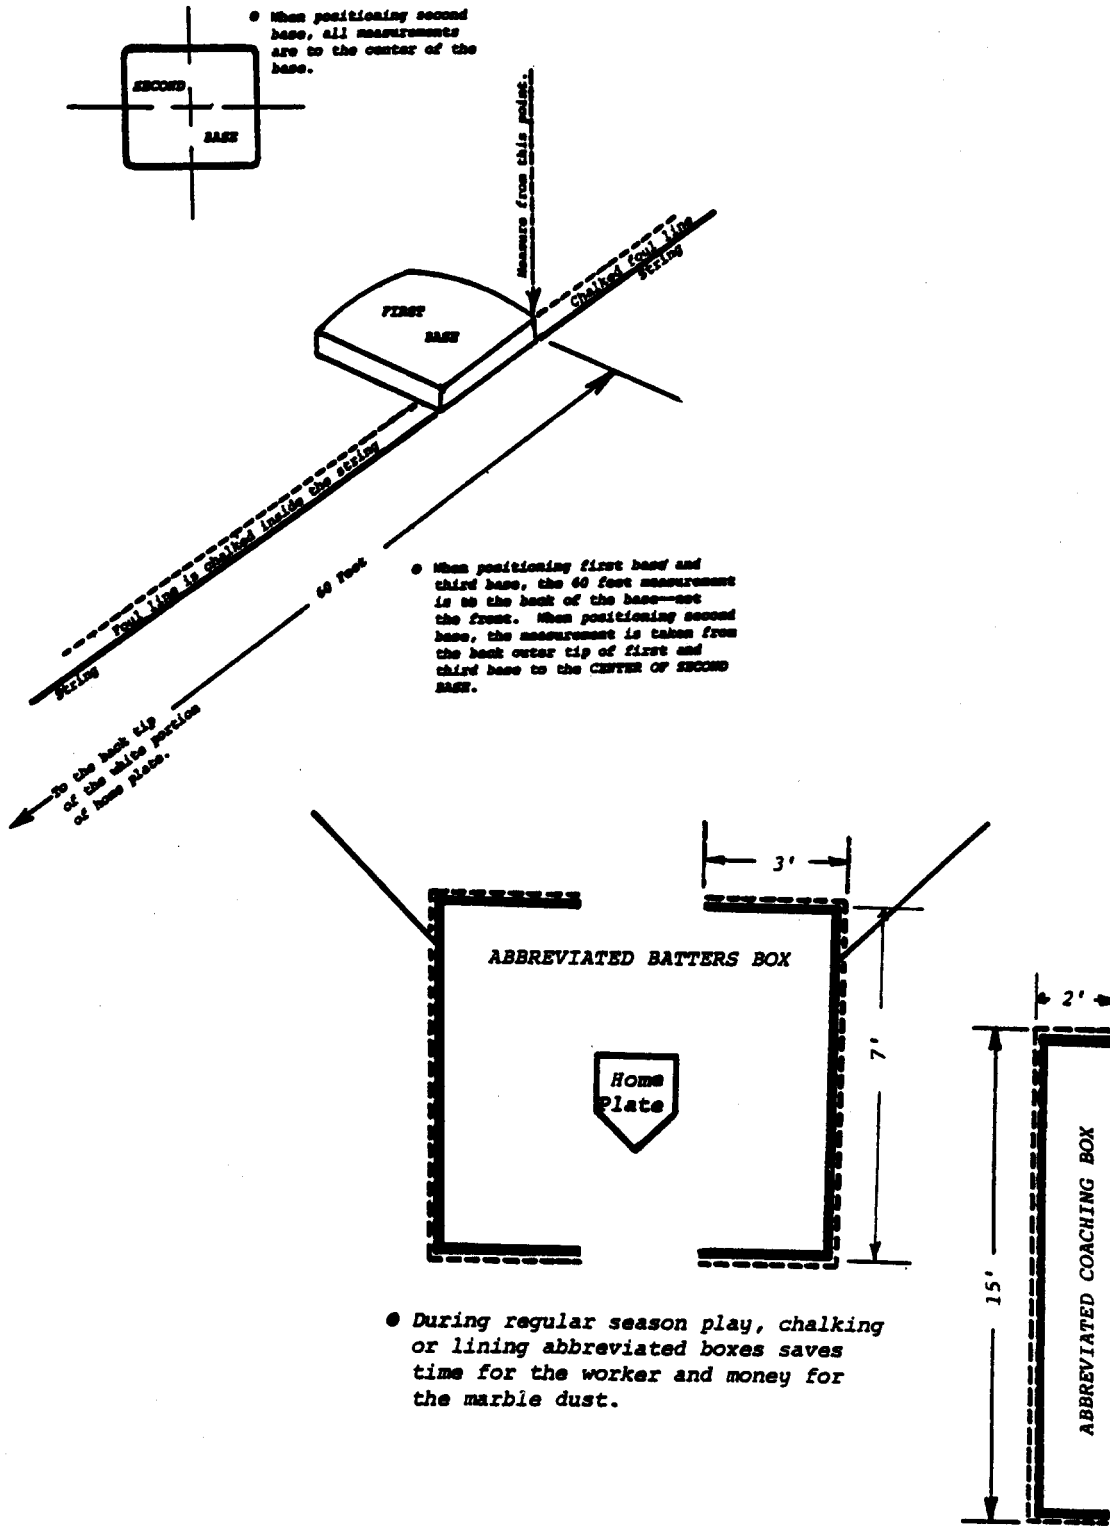 ● When positioning second
base, all measurements
are to the center of the
base.
SECOND
BASE
Measure from this point.
Chalked foul line
String
FIRST
BASE
Foul line is chalked inside the string
String
60 Feet
To the back tip
of the white portion
of home plate.
● When positioning first base and
third base, the 60 feet measurement
is to the back of the base--not
the front. When positioning second
base, the measurement is taken from
the back outer tip of first and
third base to the CENTER OF SECOND
BASE.
3'
ABBREVIATED BATTERS BOX
7'
Home
Plate
2'
15'
ABBREVIATED COACHING BOX
● During regular season play, chalking
or lining abbreviated boxes saves
time for the worker and money for
the marble dust.